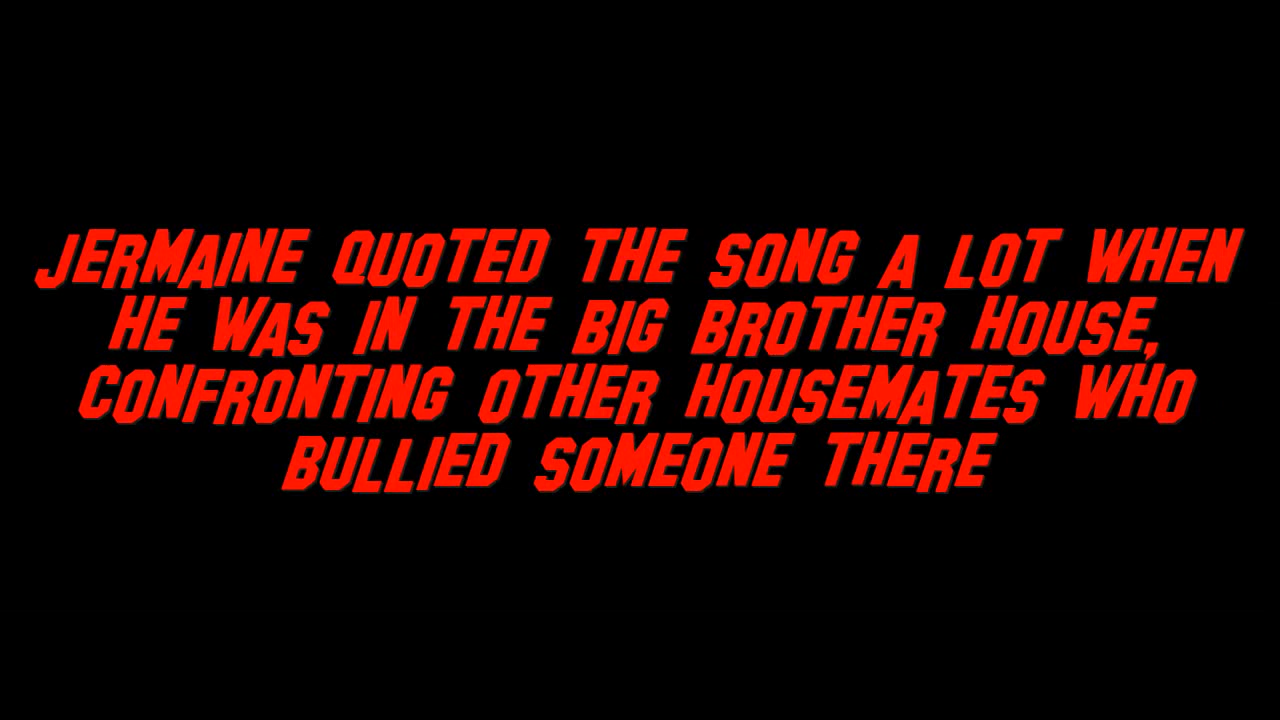 JERMAINE QUOTED THE SONG A LOT WHEN
HE WAS IN THE BIG BROTHER HOUSE,
CONFRONTING OTHER HOUSEMATES WHO
BULLIED SOMEONE THERE